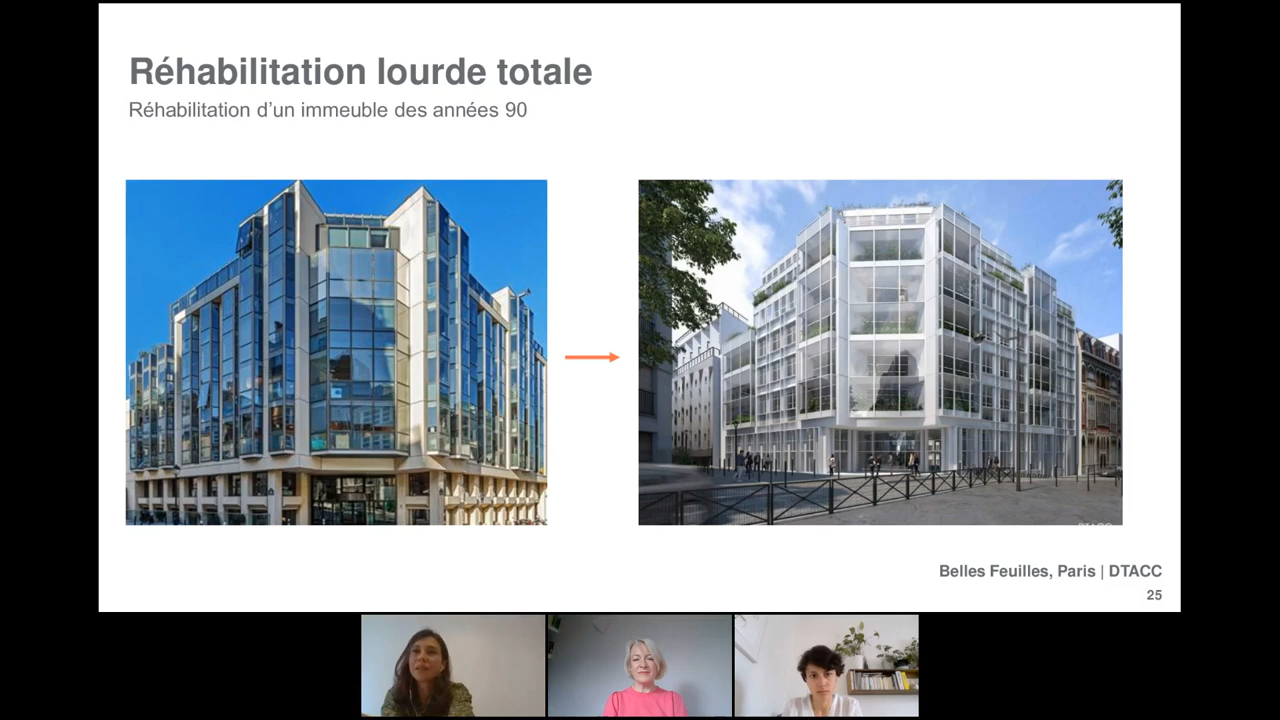 Réhabilitation lourde totale
Réhabilitation d'un immeuble des années 90
Belles Feuilles, Paris | DTACC
25